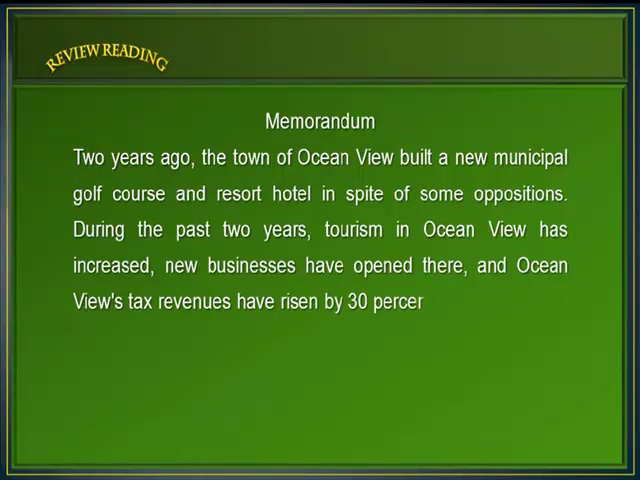 REVIEW READING
Memorandum
Two years ago, the town of Ocean View built a new municipal
golf course and resort hotel in spite of some oppositions.
During the past two years, tourism in Ocean View has
increased, new businesses have opened there, and Ocean
View's tax revenues have risen by 30 percer